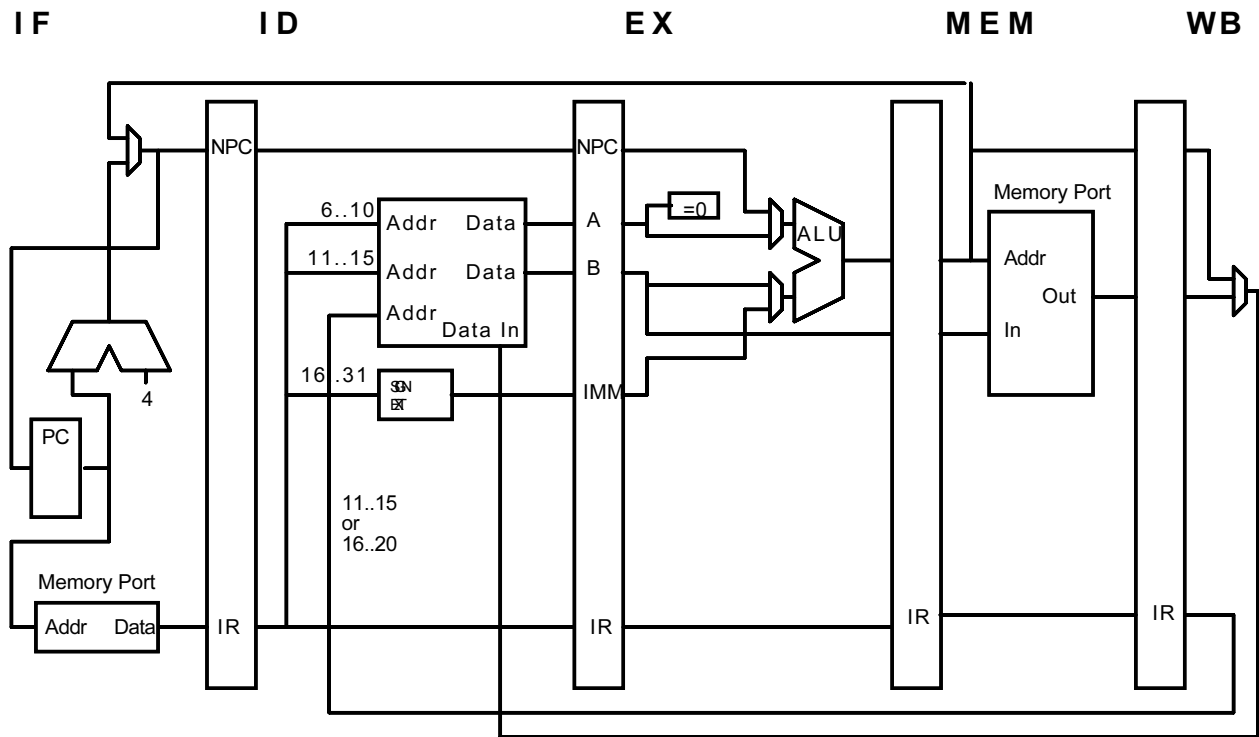 IF ID EX MEM WB
NPC
NPC
Memory Port
6..10
Addr Data
A
=0
ALU
11..15
Addr Data
B
Addr
Out
Addr
Data In
In
16..31
IMM
4
PC
11..15
or
16..20
Memory Port
Addr Data
IR
IR
IR
IR